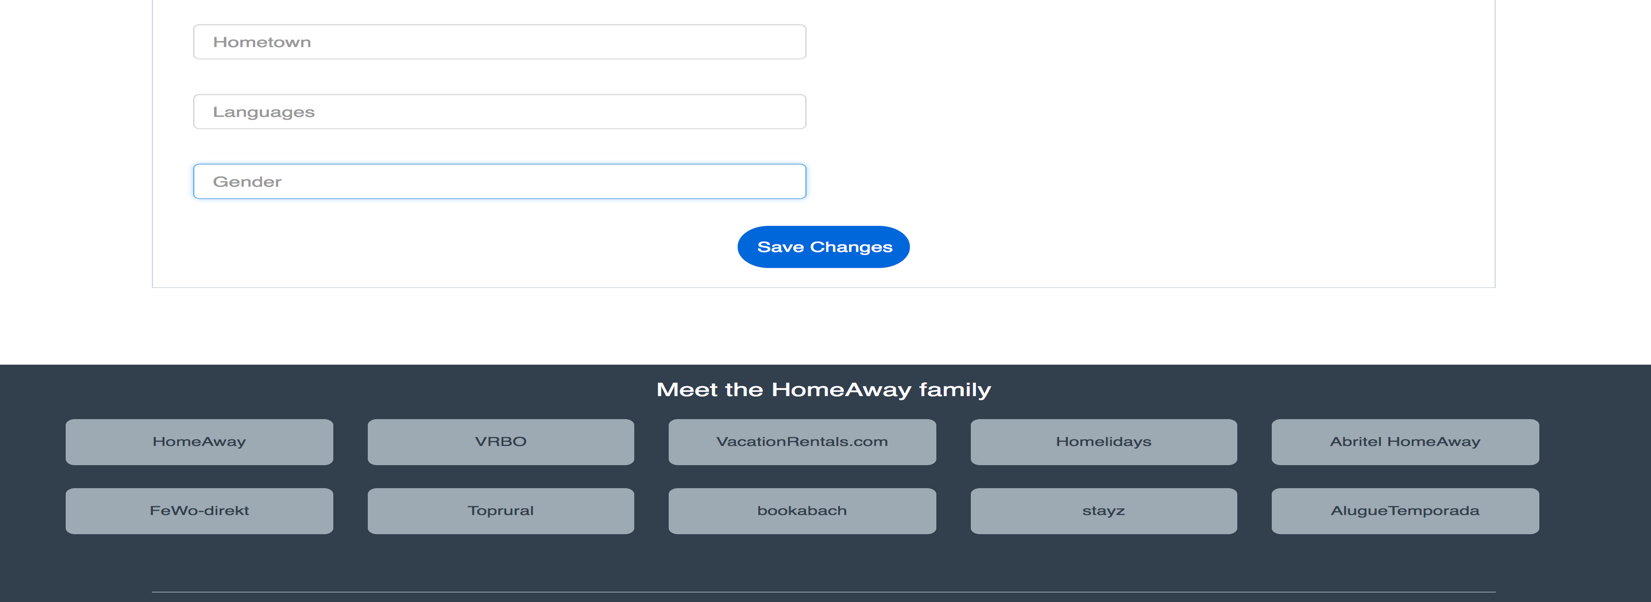 Hometown
Languages
Gender
Save Changes
Meet the HomeAway family
HomeAway
VRBO
VacationRentals.com
Homelidays
Abritel HomeAway
FeWo-direkt
Toprural
bookabach
stayz
AlugueTemporada